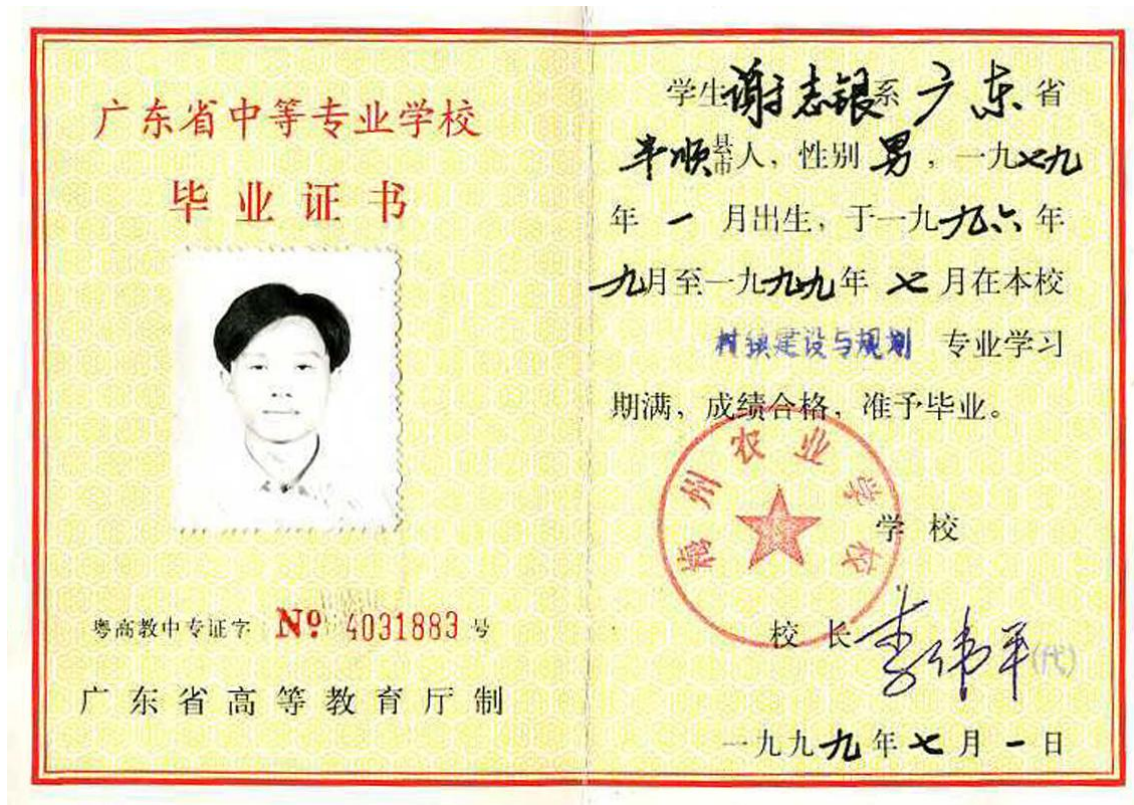 广东省中等专业学校
毕业证书
粤高教中专证字 № 4031883 号
广东省高等教育厅制
学生谢志银系广东省
丰顺县市人，性别男，一九七九
年一月出生，于一九九六年
九月至一九九九年七月在本校
村镇建设与规划 专业学习
期满，成绩合格，准予毕业。
惠州农业学校
学校
校长李伟平(代)
一九九九年七月一日